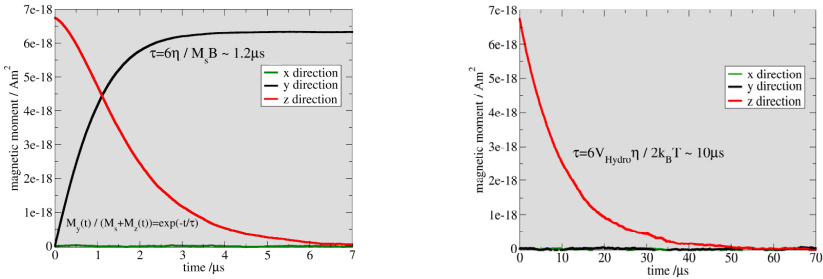 7e-18
6e-18
5e-18
4e-18
3e-18
2e-18
1e-18
0
magnetic moment / Am²
τ=6η / MₛB ~ 1.2μs
x direction
y direction
z direction
M_y(t) / (M_s+M_z(t))=exp(-t/τ)
0 1 2 3 4 5 6 7
time /μs
7e-18
6e-18
5e-18
4e-18
3e-18
2e-18
1e-18
0
magnetic moment / Am²
x direction
y direction
z direction
τ=6V_Hydro η / 2k_BT ~ 10μs
0 10 20 30 40 50 60 70
time /μs